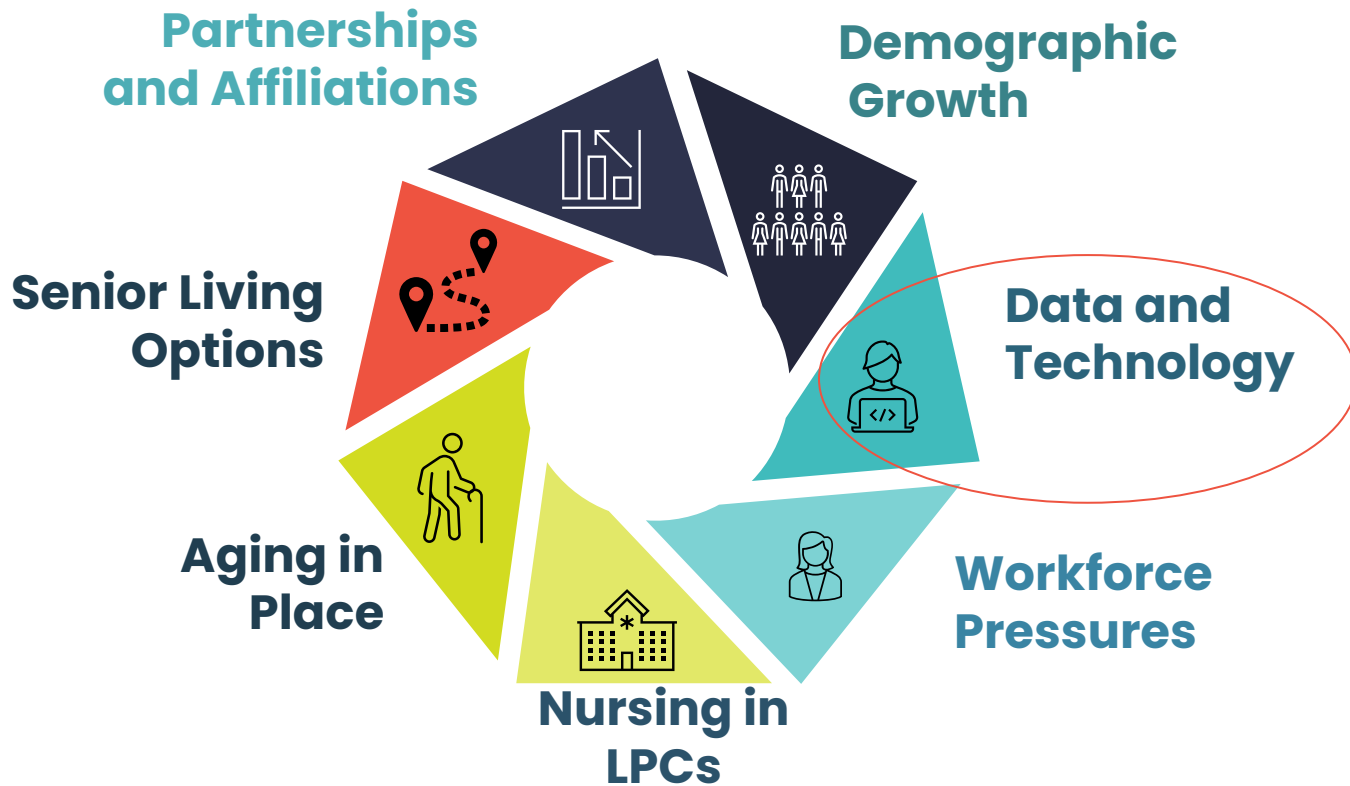 Partnerships
and Affiliations
Demographic
Growth
Data and
Technology
Workforce
Pressures
Nursing in
LPCs
Aging in
Place
Senior Living
Options